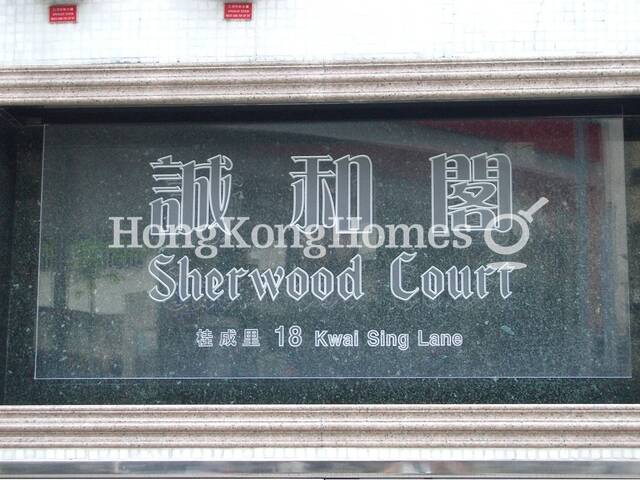 誠和閣
HongKongHomes
Sherwood Court
桂成里 18 Kwai Sing Lane